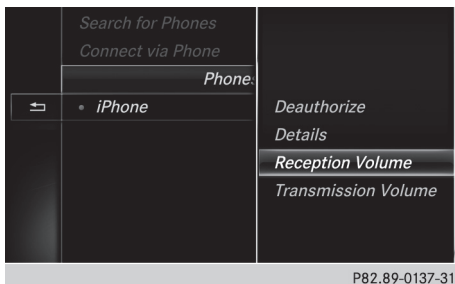 Search for Phones
Connect via Phone
Phones
iPhone
Deauthorize
Details
Reception Volume
Transmission Volume
P82.89-0137-31